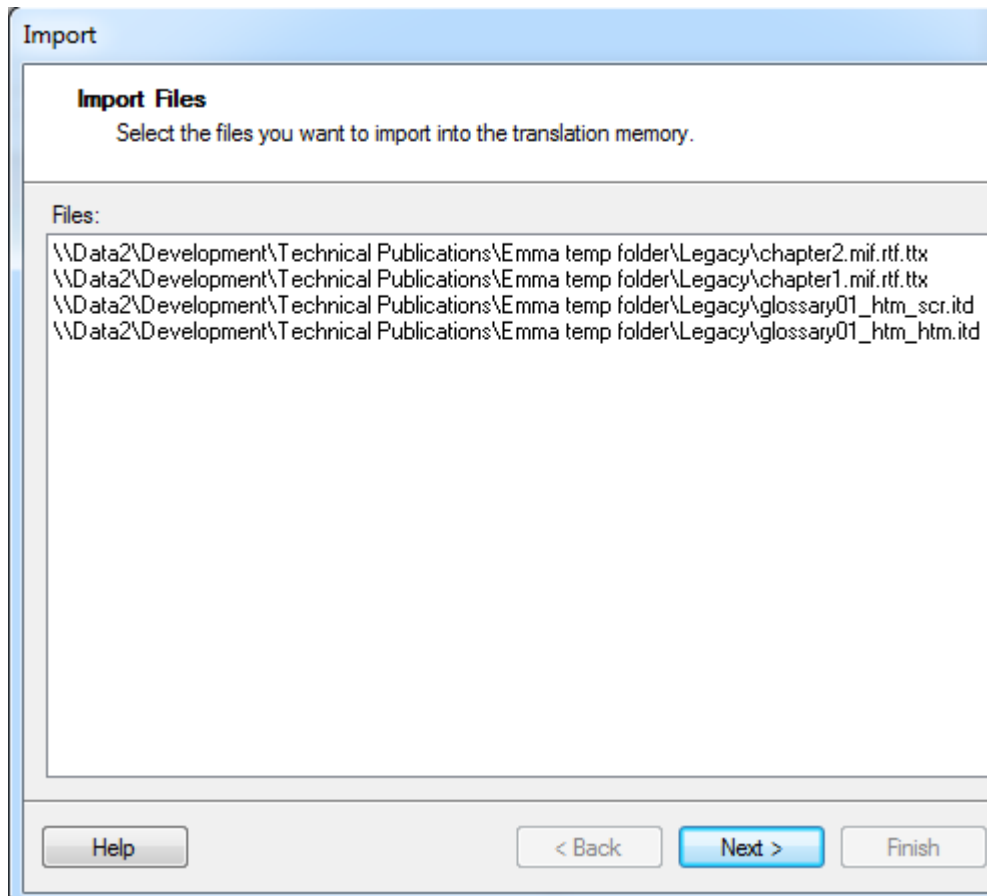 Import
Import Files
Select the files you want to import into the translation memory.
Files:
\\Data2\Development\Technical Publications\Emma temp folder\Legacy\chapter2.mif.rtf.ttx
\\Data2\Development\Technical Publications\Emma temp folder\Legacy\chapter1.mif.rtf.ttx
\\Data2\Development\Technical Publications\Emma temp folder\Legacy\glossary01_htm_scr.itd
\\Data2\Development\Technical Publications\Emma temp folder\Legacy\glossary01_htm_htm.itd
Help < Back Next > Finish